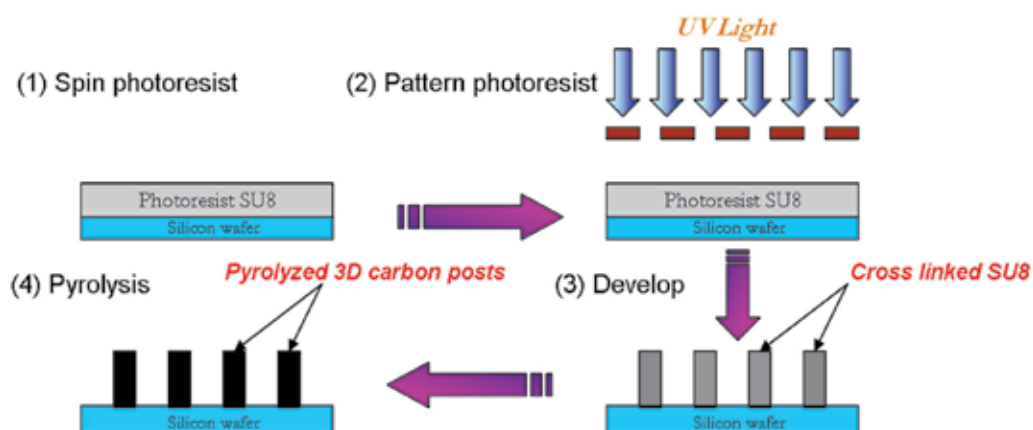 UV Light
(1) Spin photoresist
(2) Pattern photoresist
Photoresist SU8
Silicon wafer
Photoresist SU8
Silicon wafer
(4) Pyrolysis
Pyrolyzed 3D carbon posts
(3) Develop
Cross linked SU8
Silicon wafer
Silicon wafer